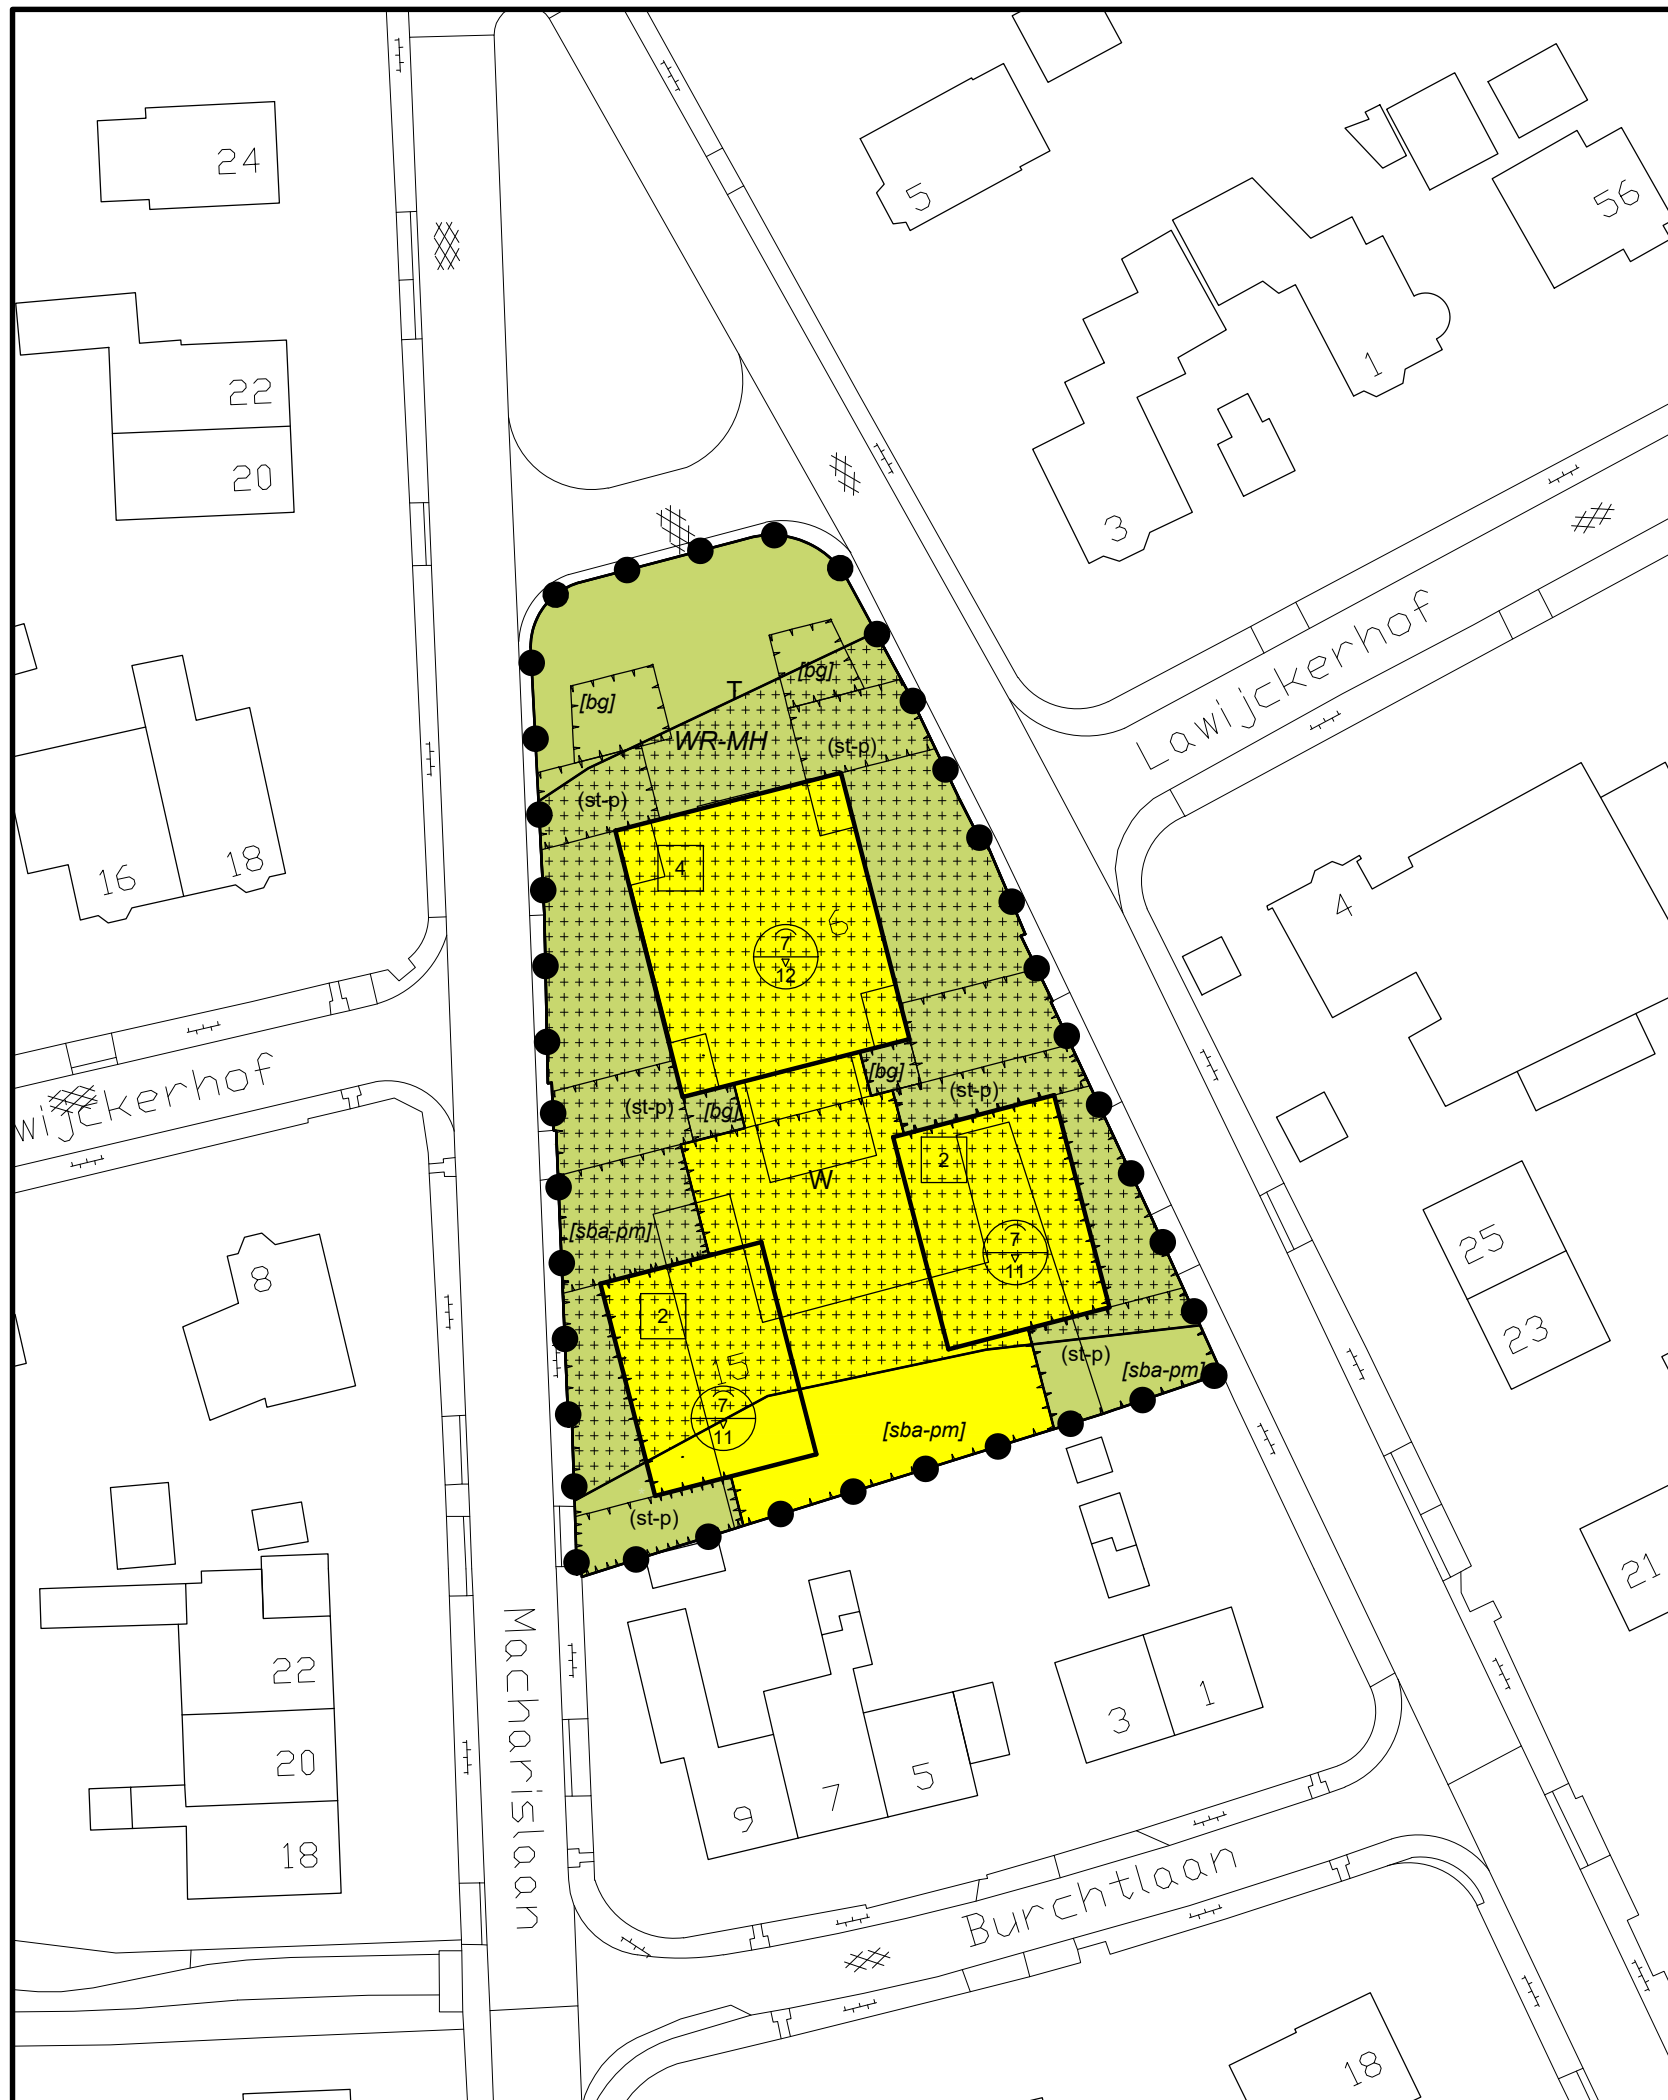 24
5
56
22
1
20
3
Lawijckerhof
[bg]
T
[bg]
WR-MH
(st-p)
(st-p)
16
18
4
6
4
7
12
wijckerhof
[bg]
(st-p)
(st-p)
[bg]
2
W
[sba-pm]
7
11
25
8
2
23
15
(st-p)
[sba-pm]
7
11
[sba-pm]
(st-p)
21
Macharislaan
22
3
1
20
5
7
9
18
Burchtlaan
18